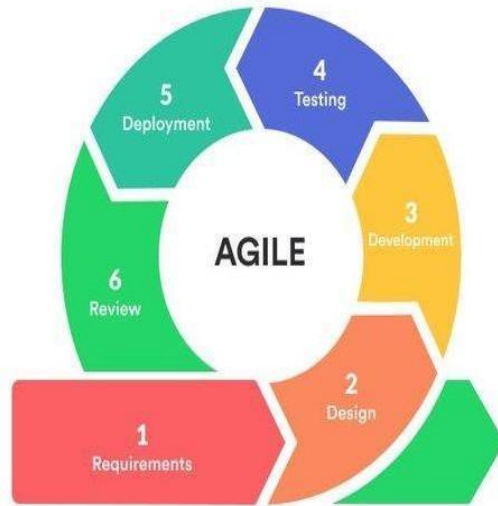 4
Testing
5
Deployment
3
Development
AGILE
6
Review
2
Design
1
Requirements